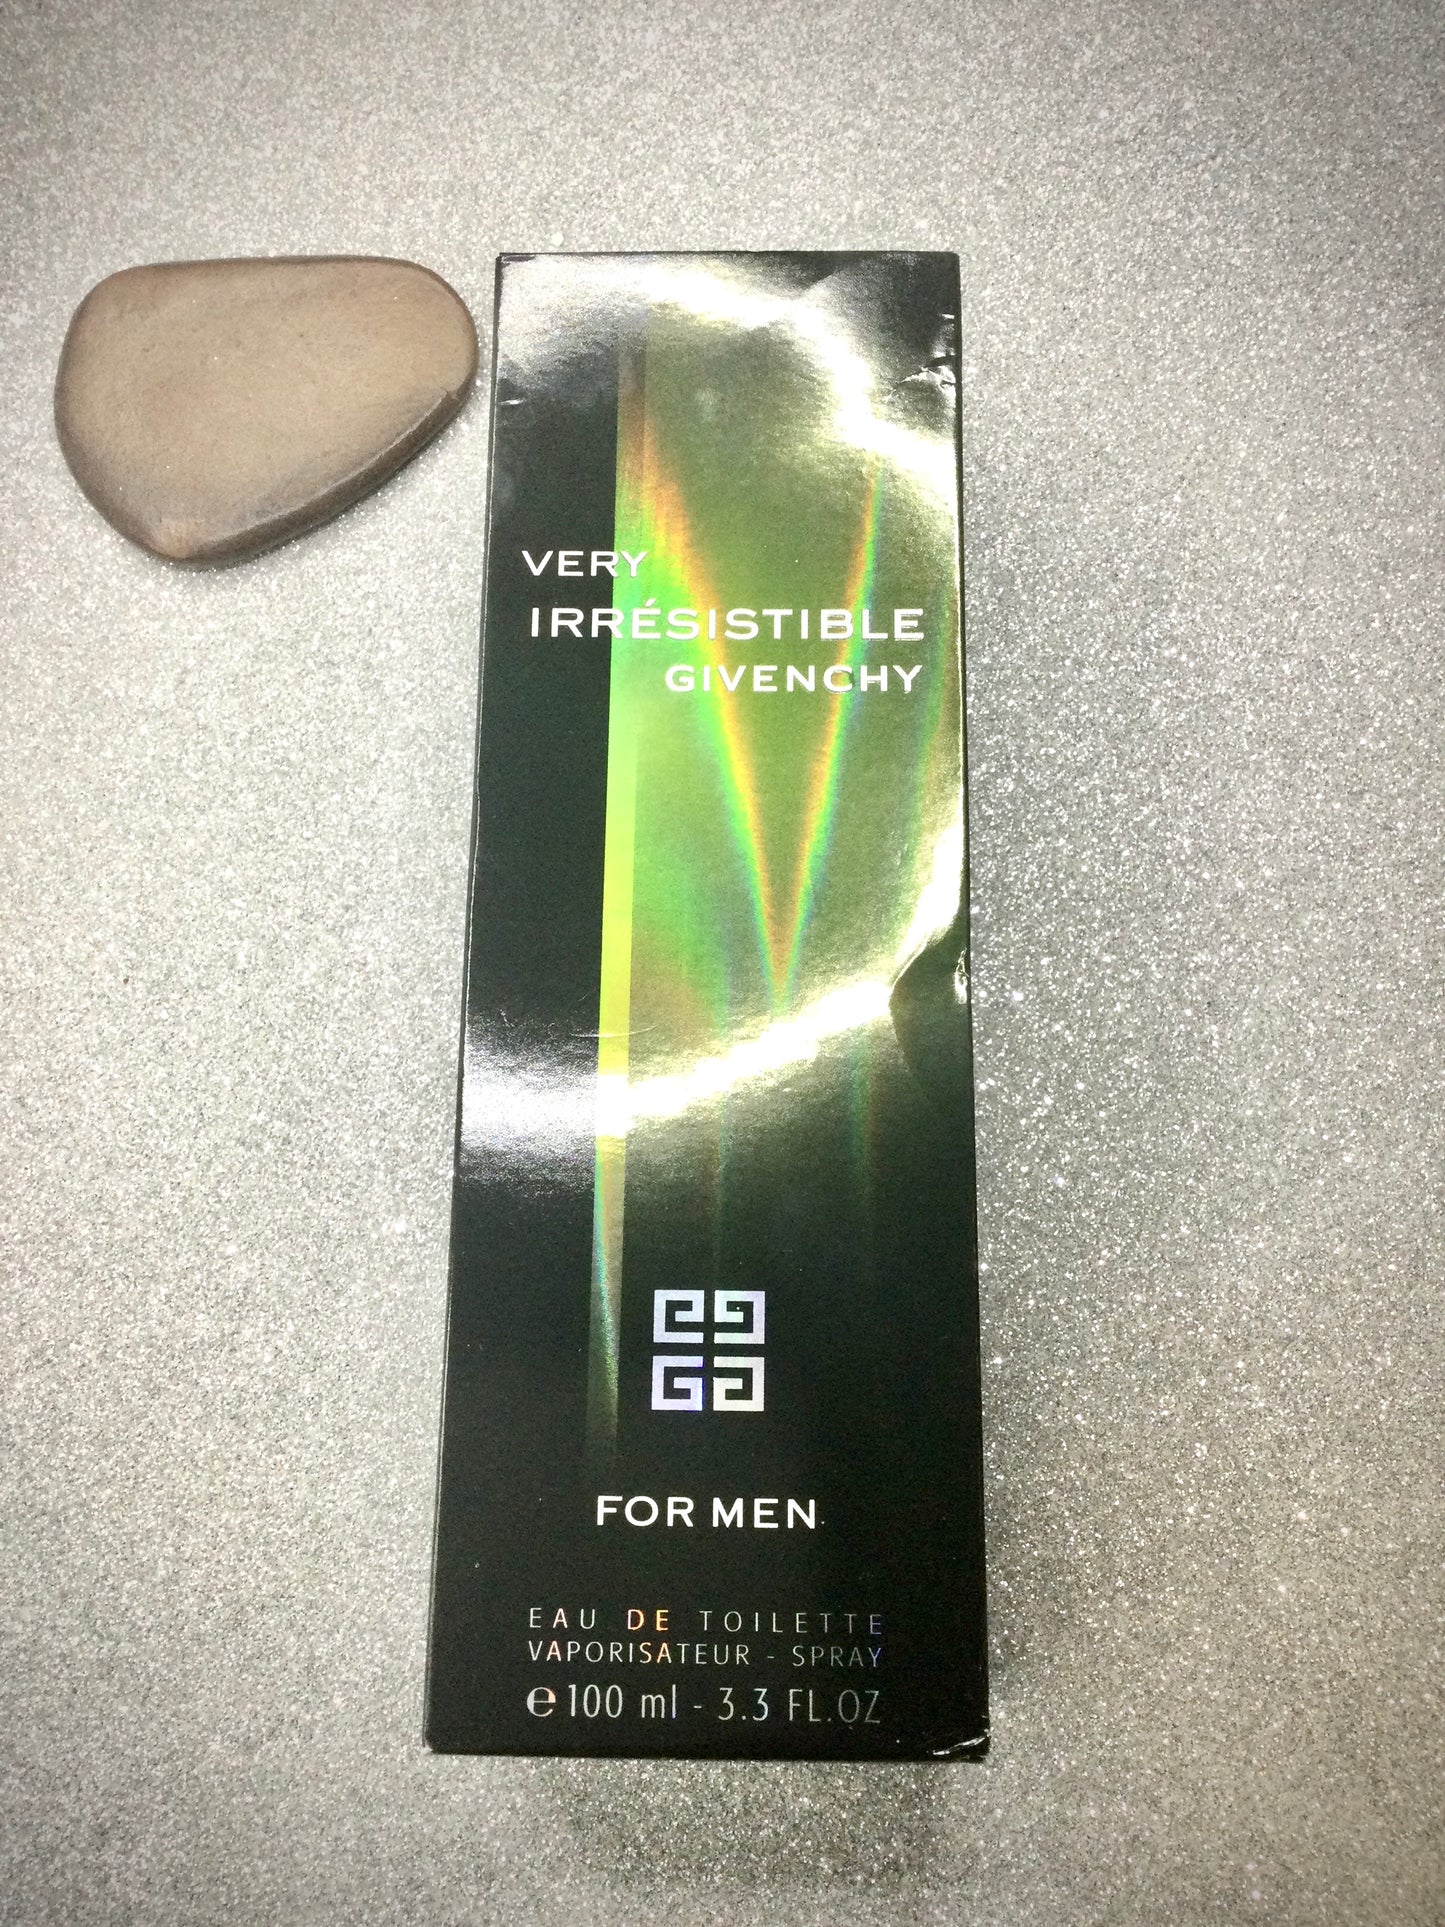 VERY
IRRÉSISTIBLE
GIVENCHY
FOR MEN
EAU DE TOILETTE
VAPORISATEUR - SPRAY
℮ 100 ml - 3.3 FL.OZ